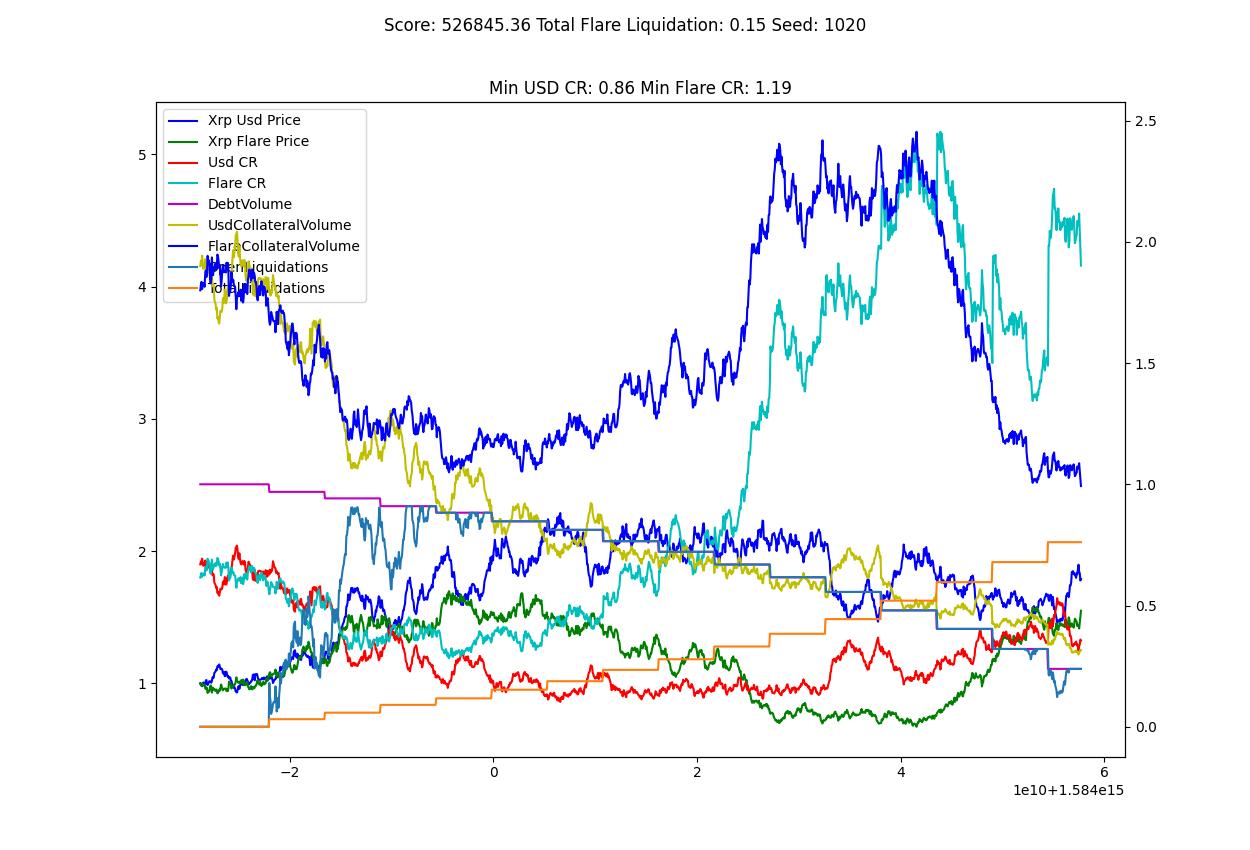 Score: 526845.36 Total Flare Liquidation: 0.15 Seed: 1020
Min USD CR: 0.86 Min Flare CR: 1.19
Xrp Usd Price
Xrp Flare Price
Usd CR
Flare CR
DebtVolume
UsdCollateralVolume
FlareCollateralVolume
5
4
3
2
1
2.5
2.0
1.5
1.0
0.5
0.0
−2
0
2
4
6
1e10+1.584e15